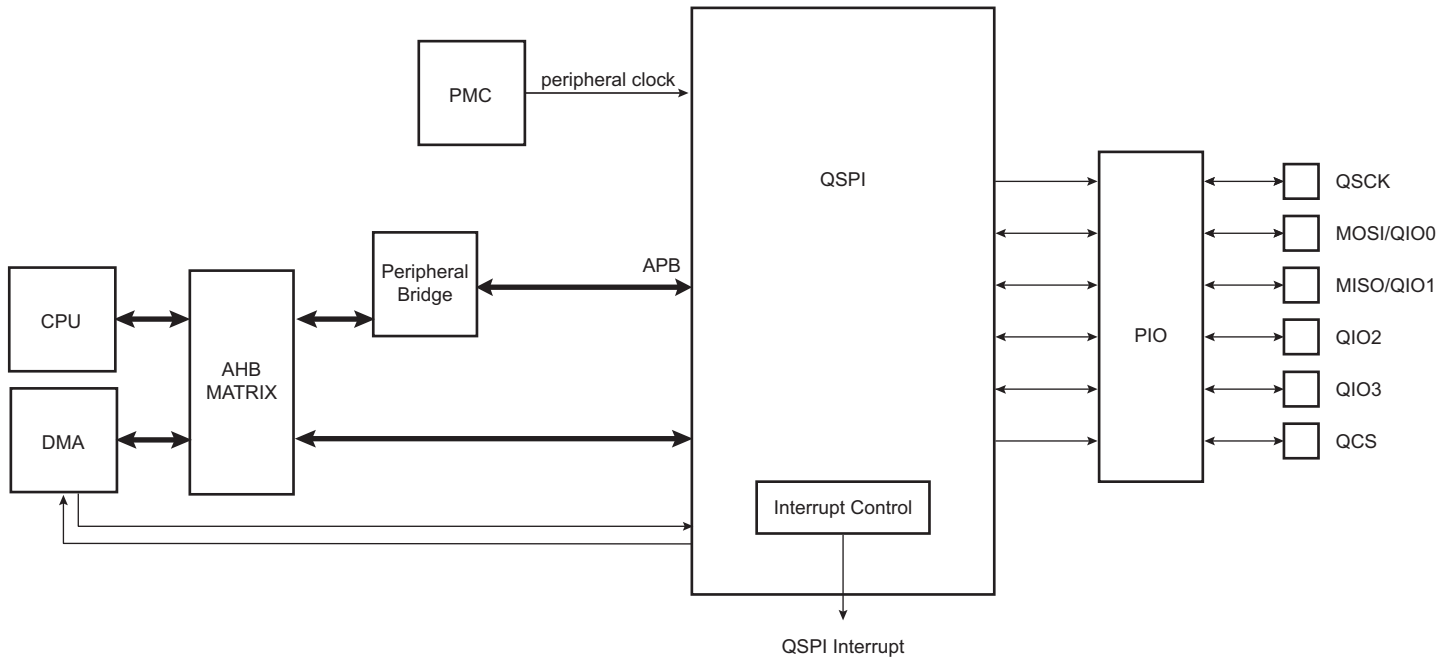 PMC
peripheral clock
QSPI
QSCK
MOSI/QIO0
MISO/QIO1
QIO2
QIO3
QCS
PIO
Peripheral
Bridge
APB
CPU
AHB
MATRIX
DMA
Interrupt Control
QSPI Interrupt